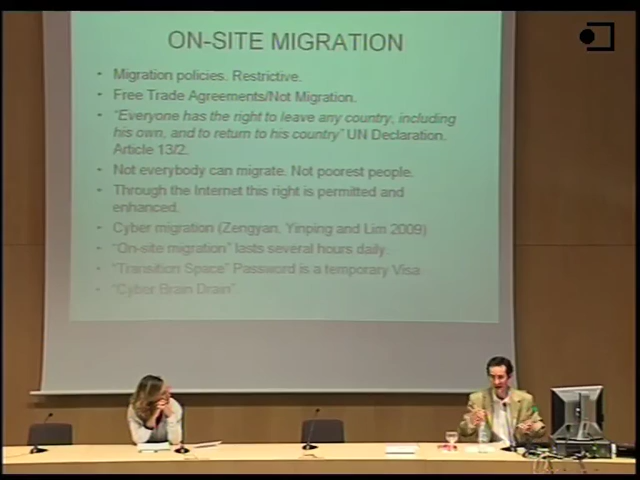 ON-SITE MIGRATION
• Migration policies. Restrictive.
• Free Trade Agreements/Not Migration.
• "Everyone has the right to leave any country, including
his own, and to return to his country" UN Declaration.
Article 13/2.
• Not everybody can migrate. Not poorest people.
• Through the Internet this right is permitted and
enhanced.
• Cyber migration (Zengyan, Yinping and Lim 2009)
• "On-site migration" lasts several hours daily.
• "Transition Space" Password is a temporary Visa
• "Cyber Brain Drain"